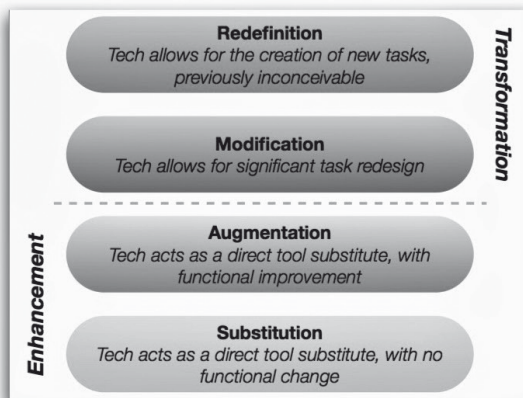 Redefinition
Tech allows for the creation of new tasks,
previously inconceivable
Transformation
Modification
Tech allows for significant task redesign
Augmentation
Tech acts as a direct tool substitute, with
functional improvement
Enhancement
Substitution
Tech acts as a direct tool substitute, with no
functional change